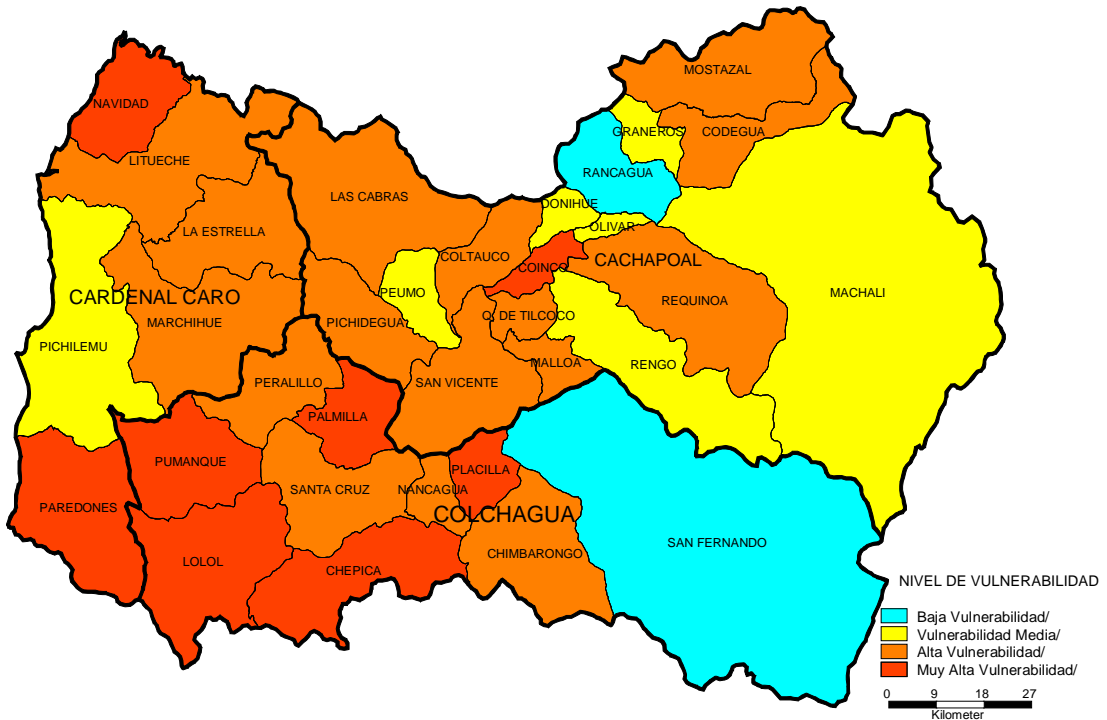 MOSTAZAL
NAVIDAD
GRANEROS
CODEGUA
LITUECHE
RANCAGUA
LAS CABRAS
DONIHUE
OLIVAR
LA ESTRELLA
COLTAUCO
COINCO
CACHAPOAL
PEUMO
MACHALI
CARDENAL CARO
REQUINOA
MARCHIHUE
PICHIDEGUA
Q. DE TILCOCO
PICHILEMU
MALLOA
RENGO
PERALILLO
SAN VICENTE
PALMILLA
PUMANQUE
PLACILLA
SANTA CRUZ
NANCAGUA
PAREDONES
COLCHAGUA
SAN FERNANDO
CHIMBARONGO
LOLOL
CHEPICA
NIVEL DE VULNERABILIDAD
Baja Vulnerabilidad/
Vulnerabilidad Media/
Alta Vulnerabilidad/
Muy Alta Vulnerabilidad/
0 9 18 27
Kilometer